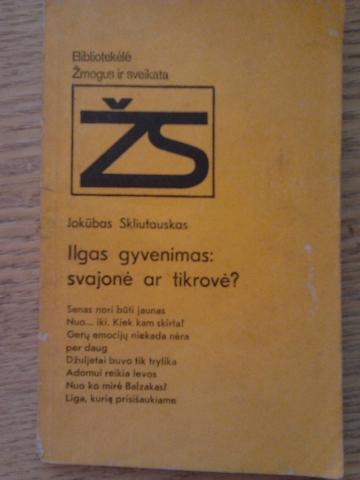 Bibliotekėlė
Žmogus ir sveikata
ŽS
Jokūbas Skliutauskas
Ilgas gyvenimas:
svajonė ar tikrovė?
Senas nori būti jaunas
Nuo... iki. Kiek kam skirta?
Gerų emocijų niekada nėra
per daug
Džuljetai buvo tik trylika
Adomui reikia Ievos
Nuo ko mirė Balzakas?
Liga, kurią prisišaukiame